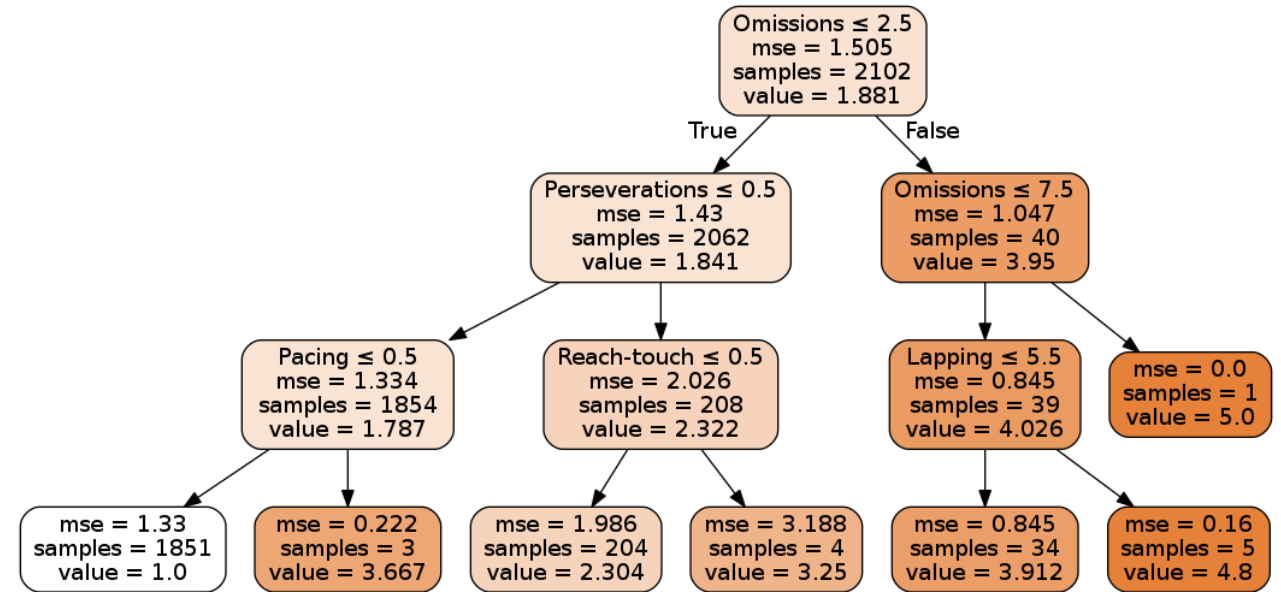 Omissions ≤ 2.5
mse = 1.505
samples = 2102
value = 1.881
True
False
Perseverations ≤ 0.5
mse = 1.43
samples = 2062
value = 1.841
Omissions ≤ 7.5
mse = 1.047
samples = 40
value = 3.95
Pacing ≤ 0.5
mse = 1.334
samples = 1854
value = 1.787
Reach-touch ≤ 0.5
mse = 2.026
samples = 208
value = 2.322
Lapping ≤ 5.5
mse = 0.845
samples = 39
value = 4.026
mse = 0.0
samples = 1
value = 5.0
mse = 1.33
samples = 1851
value = 1.0
mse = 0.222
samples = 3
value = 3.667
mse = 1.986
samples = 204
value = 2.304
mse = 3.188
samples = 4
value = 3.25
mse = 0.845
samples = 34
value = 3.912
mse = 0.16
samples = 5
value = 4.8